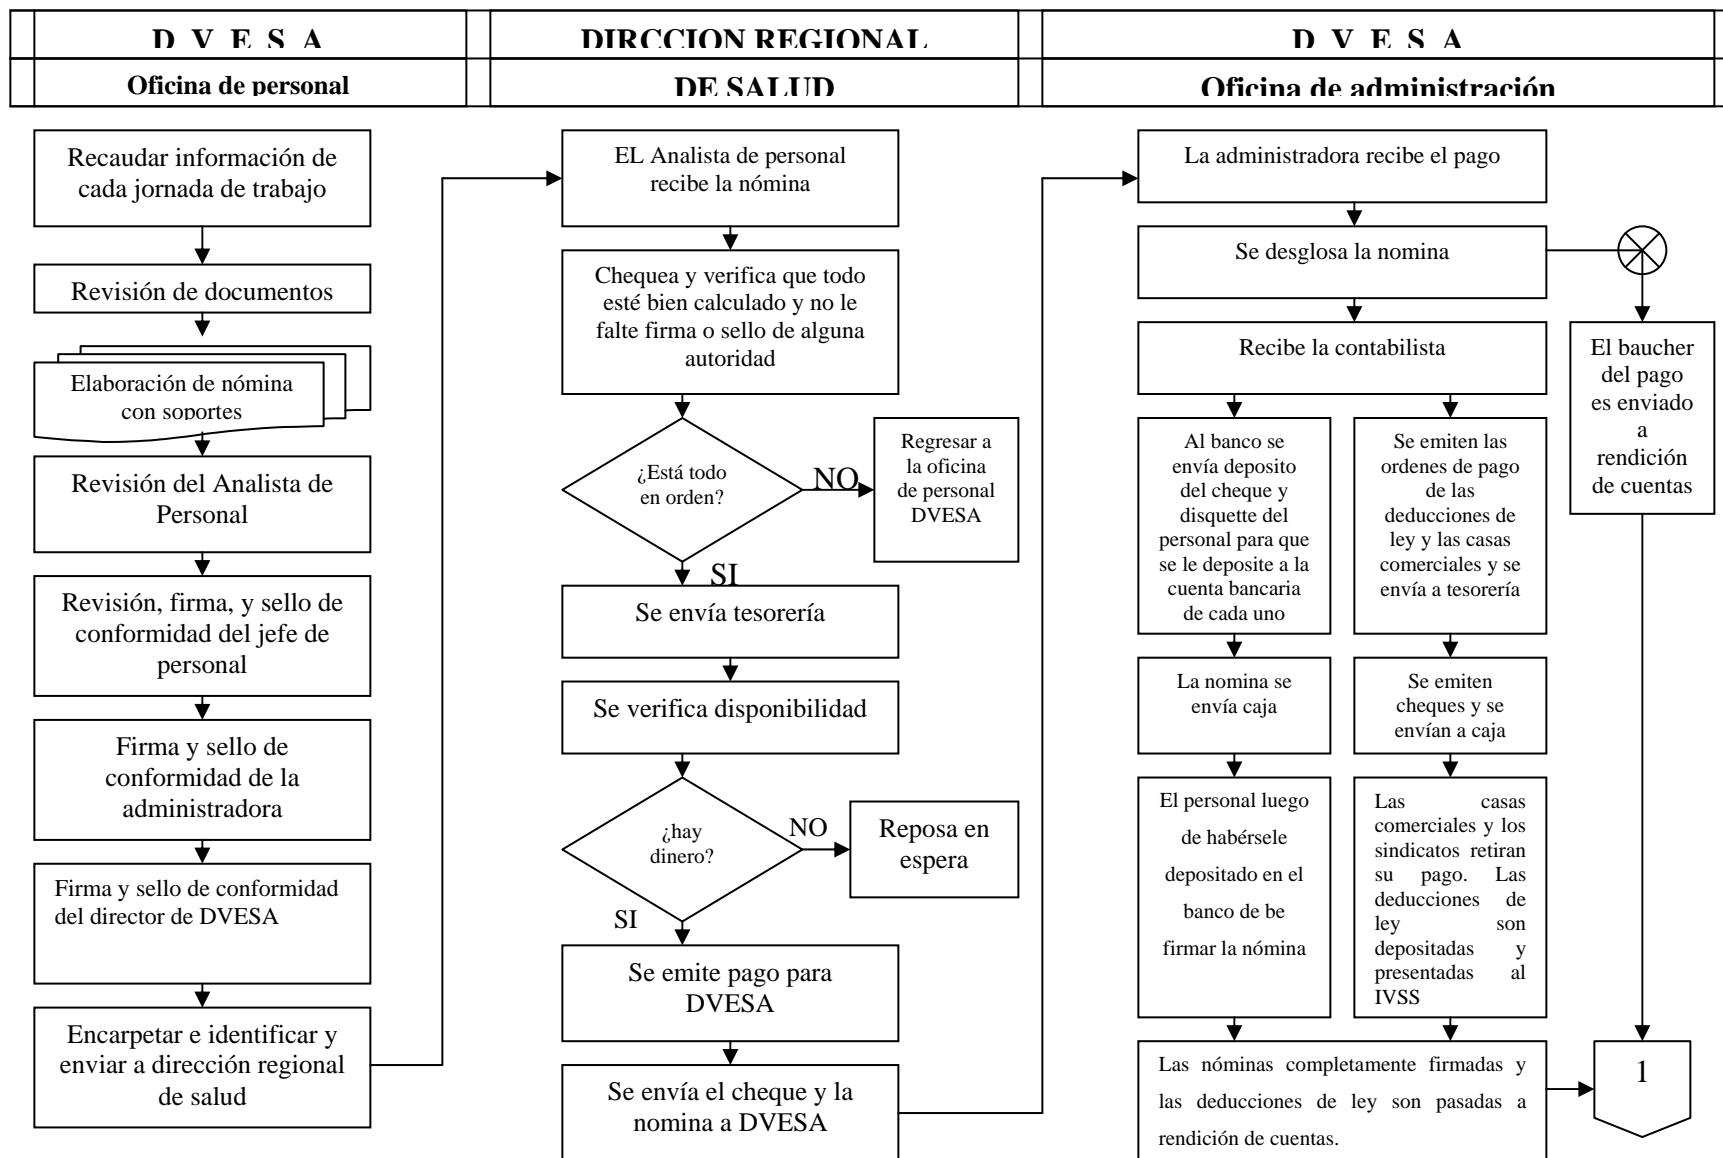 D V E S A
Oficina de personal
DIRCCION REGIONAL
DE SALUD
D V E S A
Oficina de administración
Recaudar información de
cada jornada de trabajo
Revisión de documentos
Elaboración de nómina
con soportes
Revisión del Analista de
Personal
Revisión, firma, y sello de
conformidad del jefe de
personal
Firma y sello de
conformidad de la
administradora
Firma y sello de conformidad
del director de DVESA
Encarpetar e identificar y
enviar a dirección regional
de salud
EL Analista de personal
recibe la nómina
Chequea y verifica que todo
esté bien calculado y no le
falte firma o sello de alguna
autoridad
¿Está todo
en orden?
NO
Regresar a
la oficina
de personal
DVESA
SI
Se envía tesorería
Se verifica disponibilidad
¿hay
dinero?
NO
Reposa en
espera
SI
Se emite pago para
DVESA
Se envía el cheque y la
nomina a DVESA
La administradora recibe el pago
Se desglosa la nomina
Recibe la contabilista
Al banco se
envía deposito
del cheque y
disquette del
personal para que
se le deposite a la
cuenta bancaria
de cada uno
La nomina se
envía caja
El personal luego
de habérsele
depositado en el
banco de be
firmar la nómina
Se emiten las
ordenes de pago
de las
deducciones de
ley y las casas
comerciales y se
envía a tesorería
Se emiten
cheques y se
envían a caja
Las casas
comerciales y los
sindicatos retiran
su pago. Las
deducciones de
ley son
depositadas y
presentadas al
IVSS
El baucher
del pago
es enviado
a
rendición
de cuentas
Las nóminas completamente firmadas y
las deducciones de ley son pasadas a
rendición de cuentas.
1